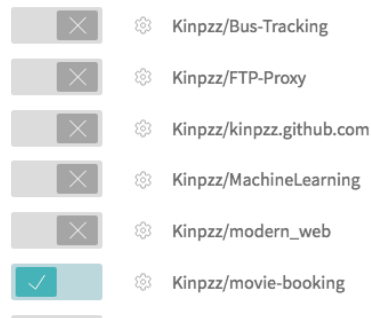 Kinpzz/Bus-Tracking
Kinpzz/FTP-Proxy
Kinpzz/kinpzz.github.com
Kinpzz/MachineLearning
Kinpzz/modern_web
Kinpzz/movie-booking